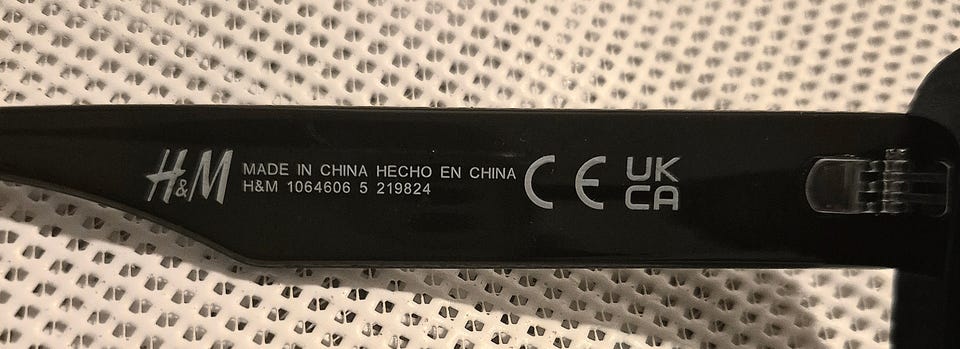 H&M
MADE IN CHINA HECHO EN CHINA
H&M 1064606 5 219824
CE
UK
CA